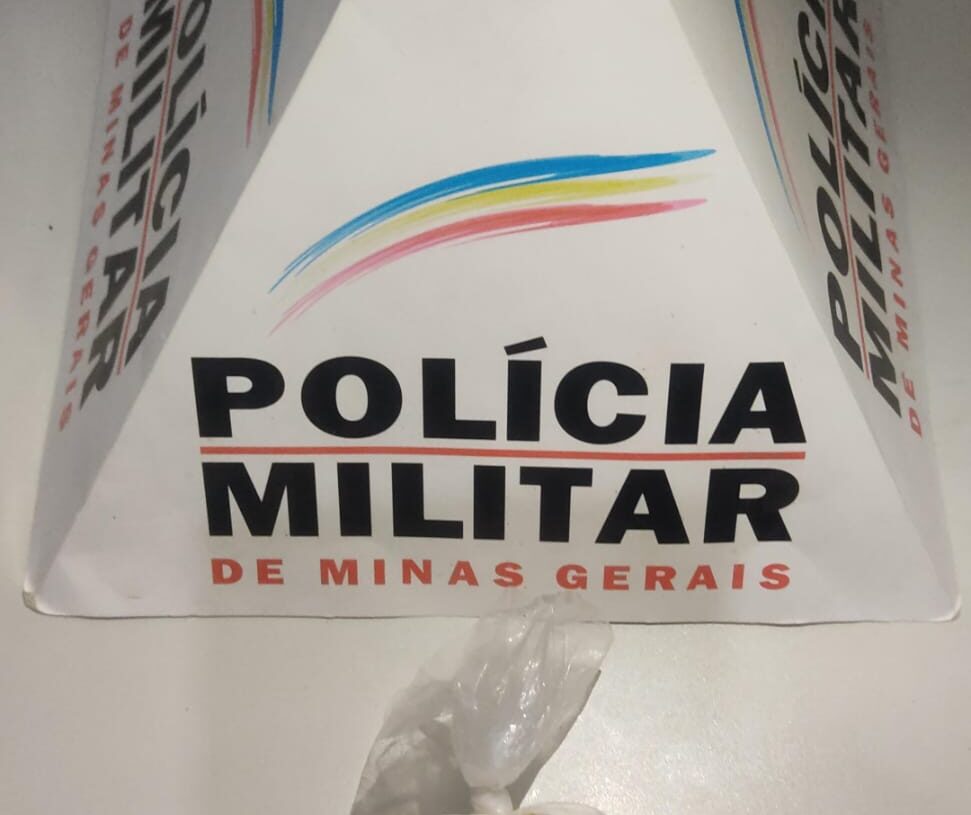 POLÍCIA
MILITAR
DE MINAS GERAIS
POLÍCIA
MILITAR
DE MINAS GERAIS
POLÍCIA
MILITAR
DE MINAS GERAIS